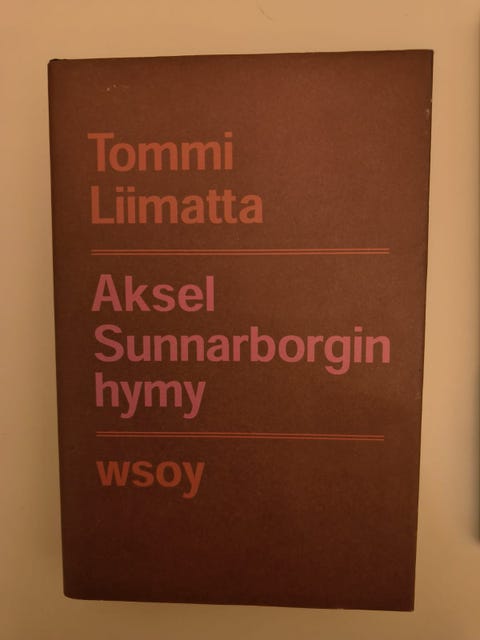 Tommi
Liimatta
Aksel
Sunnarborgin
hymy
wsoy